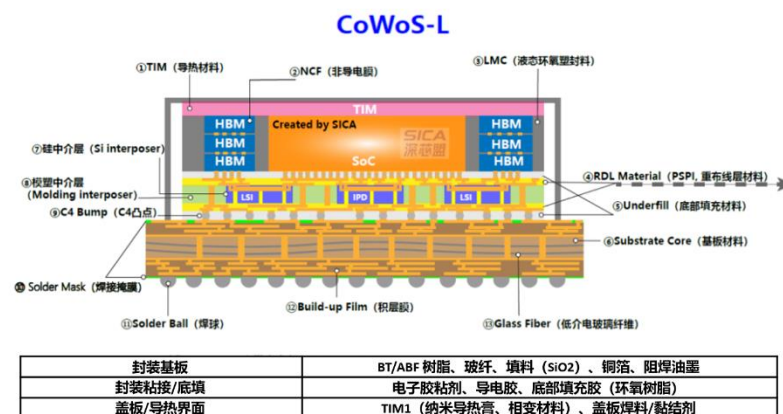 CoWoS-L
①TIM（导热材料）
②NCF（非导电膜）
③LMC（液态环氧塑封料）
TIM
HBM
HBM
HBM
Created by SICA
SICA
深芯盟
SoC
HBM
HBM
HBM
⑦硅中介层（Si interposer）
⑧模塑中介层
（Molding interposer）
⑨C4 Bump（C4凸点）
LSI
IPD
LSI
④RDL Material（PSPI, 重布线层材料）
⑤Underfill（底部填充材料）
⑥Substrate Core（基板材料）
⑩ Solder Mask（焊接掩膜）
⑪Solder Ball（焊球）
⑫Build-up Film（积层膜）
⑬Glass Fiber（低介电玻璃纤维）
封装基板 BT/ABF 树脂、玻纤、填料（SiO2）、铜箔、阻焊油墨
封装粘接/底填 电子胶粘剂、导电胶、底部填充胶（环氧树脂）
盖板/导热界面 TIM1（纳米导热膏、相变材料）、盖板焊料/黏结剂